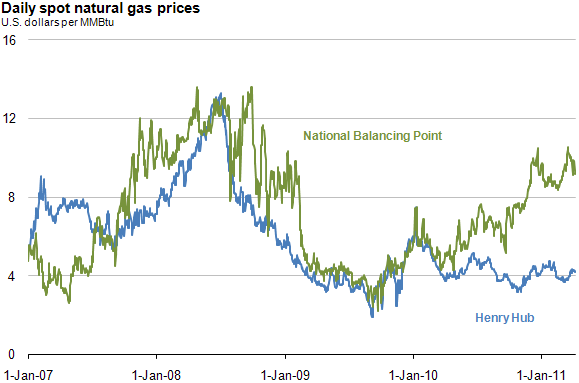 Daily spot natural gas prices
U.S. dollars per MMBtu
16
12
8
4
0
National Balancing Point
Henry Hub
1-Jan-07
1-Jan-08
1-Jan-09
1-Jan-10
1-Jan-11